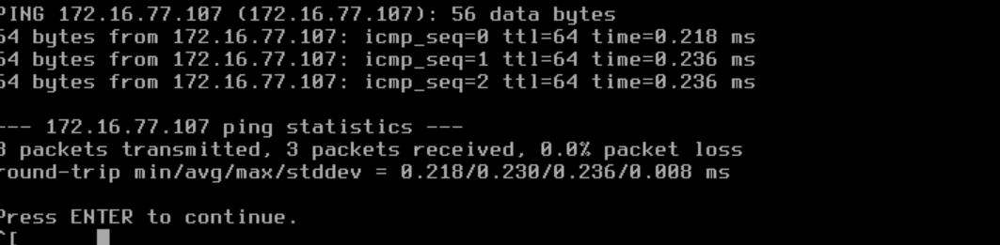 PING 172.16.77.107 (172.16.77.107): 56 data bytes
64 bytes from 172.16.77.107: icmp_seq=0 ttl=64 time=0.218 ms
64 bytes from 172.16.77.107: icmp_seq=1 ttl=64 time=0.236 ms
64 bytes from 172.16.77.107: icmp_seq=2 ttl=64 time=0.236 ms
--- 172.16.77.107 ping statistics ---
3 packets transmitted, 3 packets received, 0.0% packet loss
round-trip min/avg/max/stddev = 0.218/0.230/0.236/0.008 ms
Press ENTER to continue.
^[